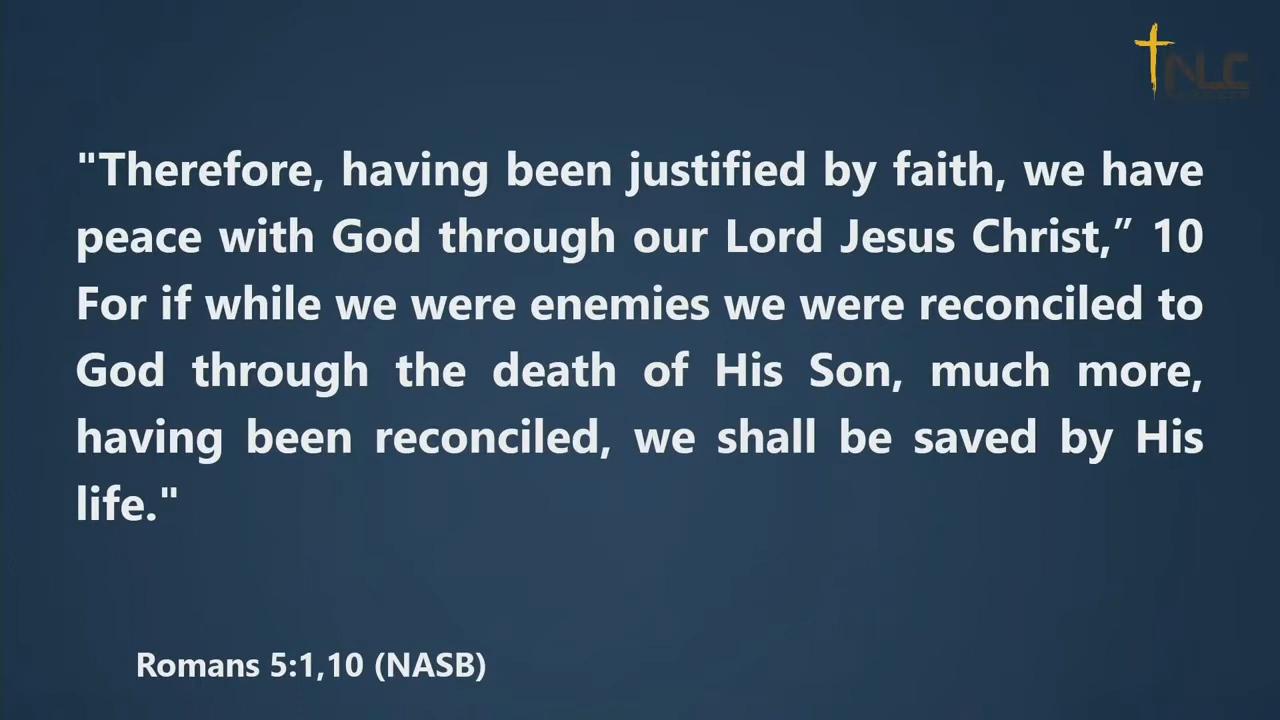 NLC
"Therefore, having been justified by faith, we have
peace with God through our Lord Jesus Christ,” 10
For if while we were enemies we were reconciled to
God through the death of His Son, much more,
having been reconciled, we shall be saved by His
life."
Romans 5:1,10 (NASB)